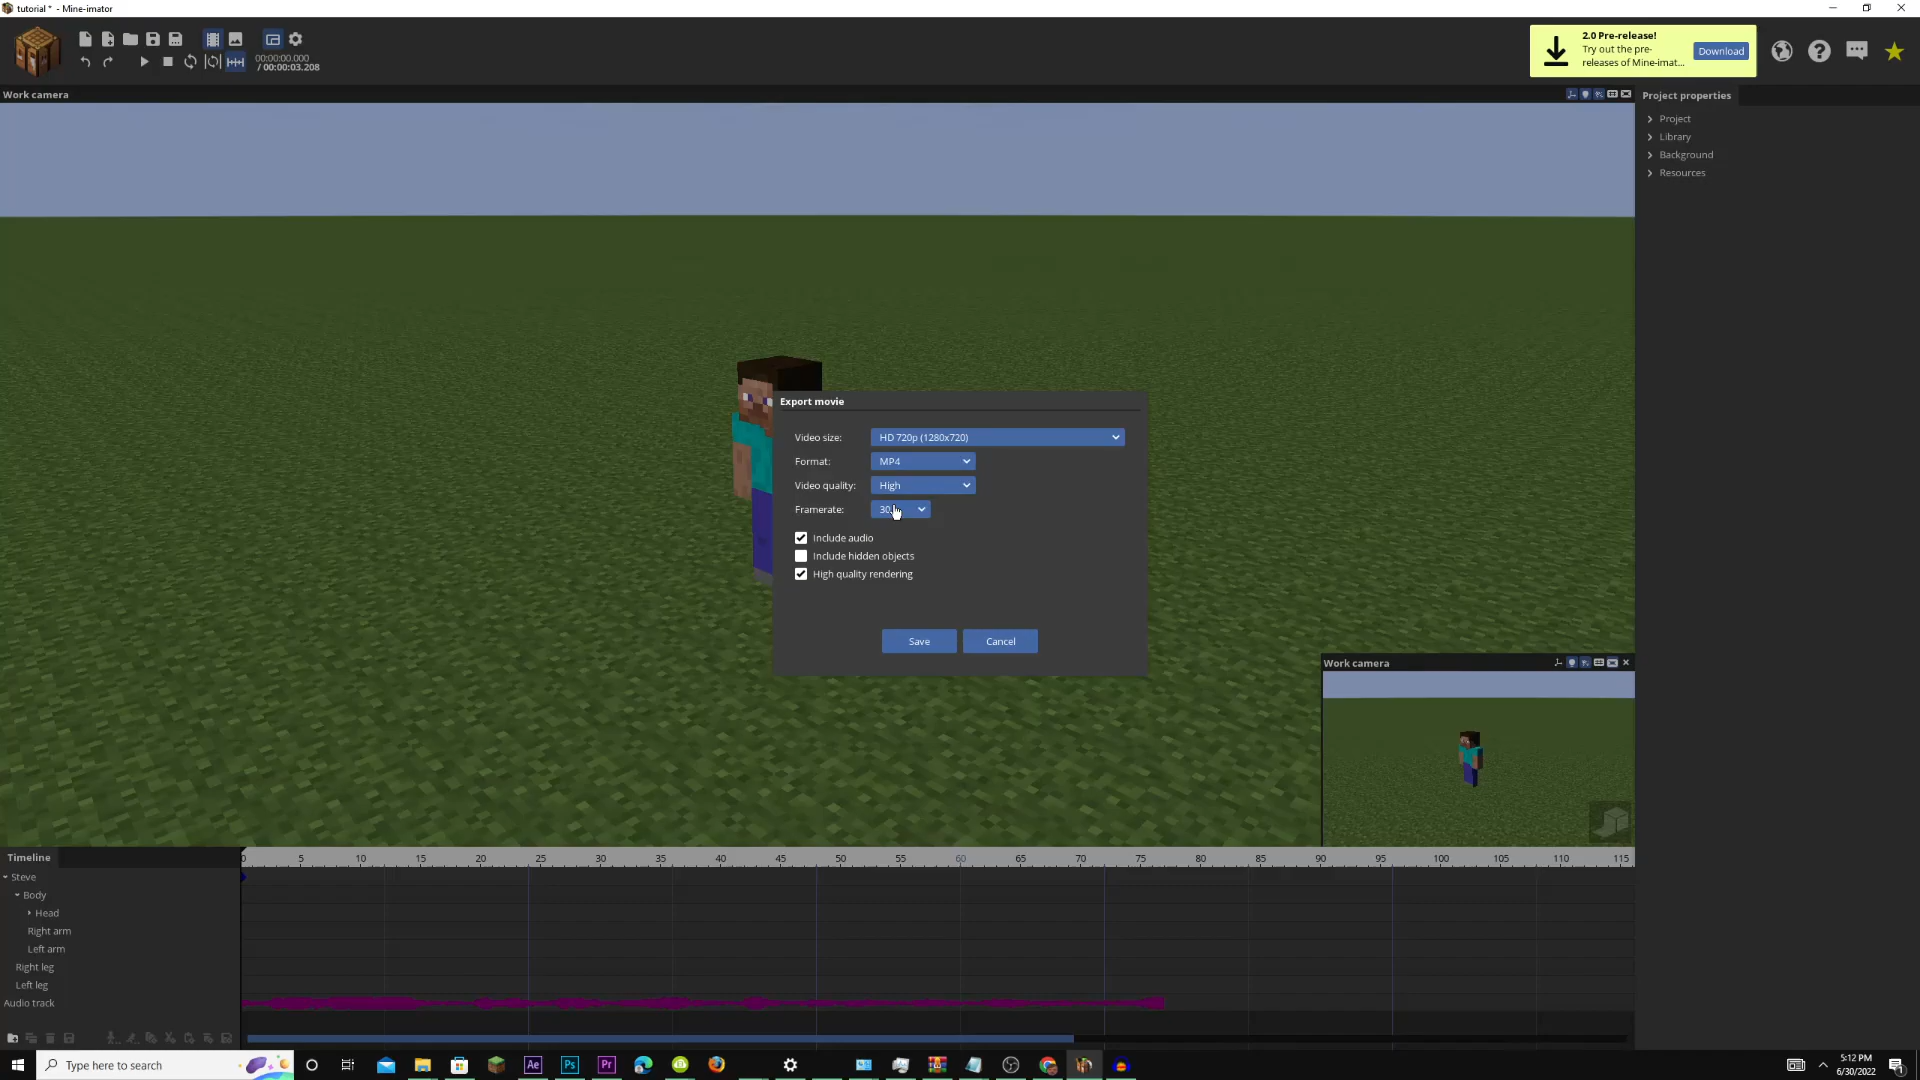 tutorial * - Mine-imator
2.0 Pre-release!
Try out the pre-
releases of Mine-imat...
Download
00:00:00.000
/ 00:00:03.208
Work camera
Project properties
Project
Library
Background
Resources
Export movie
Video size:
HD 720p (1280x720)
Format:
MP4
Video quality:
High
Framerate:
30
Include audio
Include hidden objects
High quality rendering
Save
Cancel
Work camera
Timeline
0 5 10 15 20 25 30 35 40 45 50 55 60 65 70 75 80 85 90 95 100 105 110 115
Steve
Body
Head
Right arm
Left arm
Right leg
Left leg
Audio track
Type here to search
Ae
Ps
Pr
5:12 PM
6/30/2022